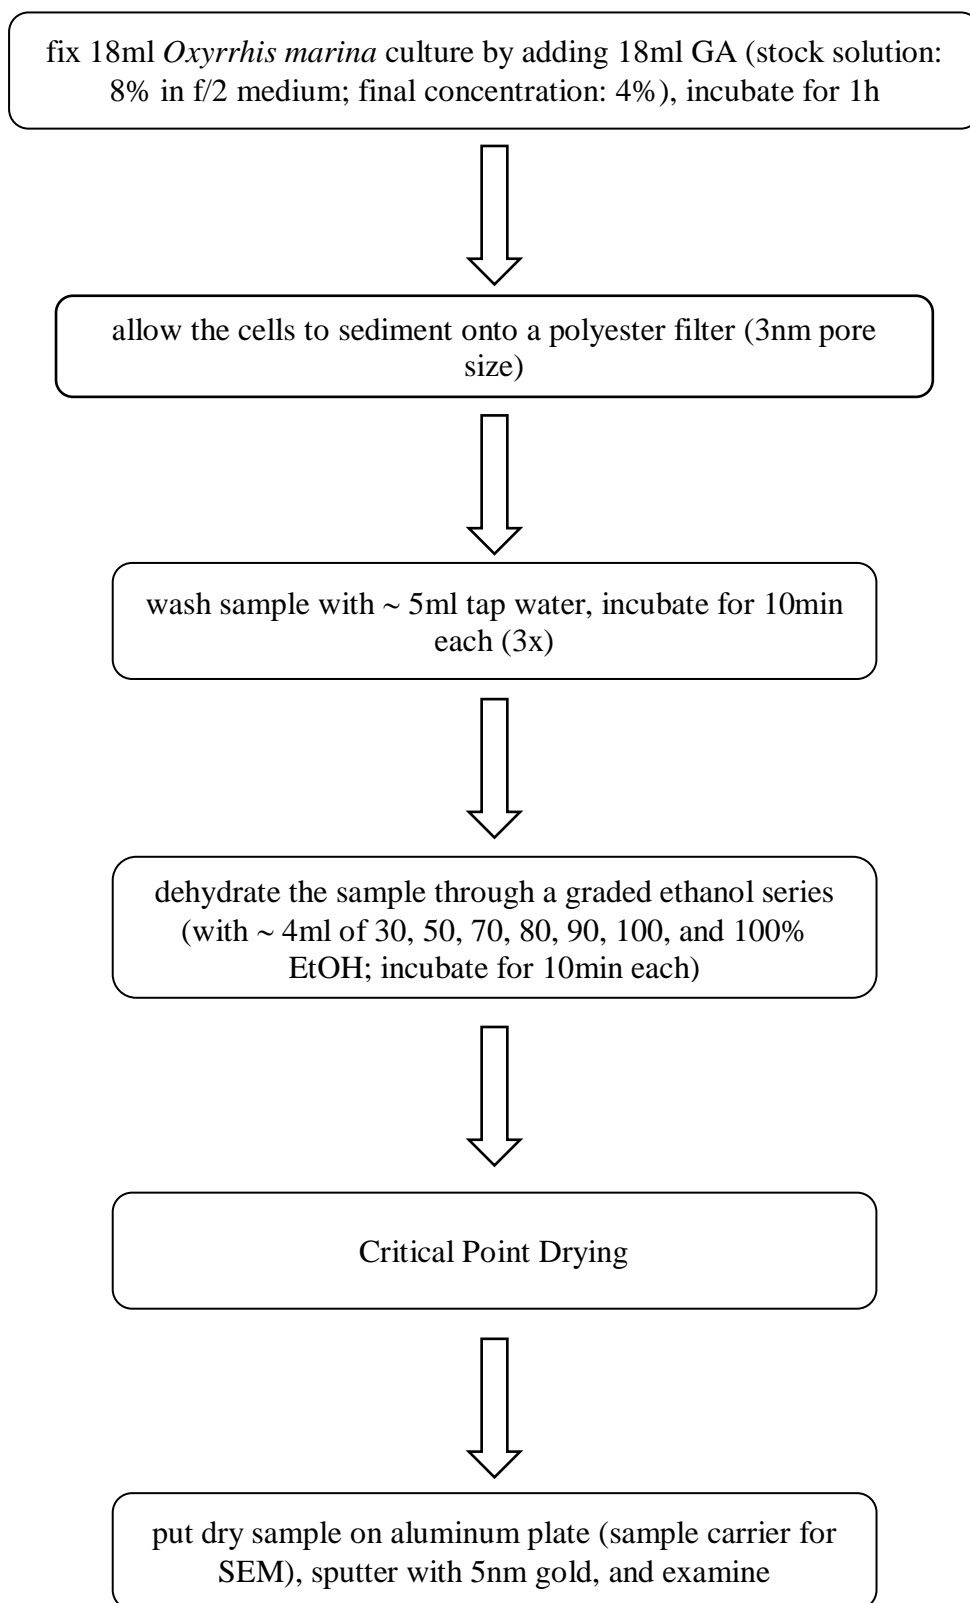 fix 18ml Oxyrrhis marina culture by adding 18ml GA (stock solution:
8% in f/2 medium; final concentration: 4%), incubate for 1h
allow the cells to sediment onto a polyester filter (3nm pore
size)
wash sample with ~ 5ml tap water, incubate for 10min
each (3x)
dehydrate the sample through a graded ethanol series
(with ~ 4ml of 30, 50, 70, 80, 90, 100, and 100%
EtOH; incubate for 10min each)
Critical Point Drying
put dry sample on aluminum plate (sample carrier for
SEM), sputter with 5nm gold, and examine